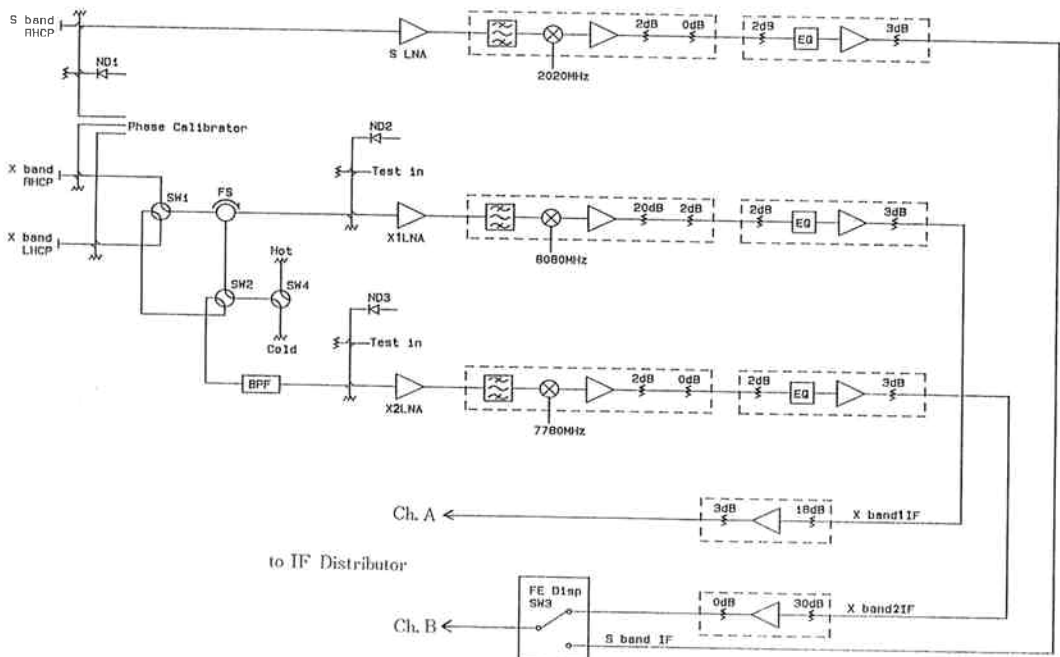 S band
RHCP
2dB
0dB
2dB
EQ
3dB
S LNA
ND1
2020MHz
Phase Calibrator
ND2
X band
RHCP
Test in
SW1
FS
20dB
2dB
2dB
EQ
3dB
X band
LHCP
X1LNA
8080MHz
Hot
SW2
SW4
ND3
Cold
Test in
BPF
2dB
0dB
2dB
EQ
3dB
X2LNA
7780MHz
Ch. A
3dB
18dB
X band1IF
to IF Distributor
FE Disp
SW3
0dB
30dB
X band2IF
Ch. B
S band IF